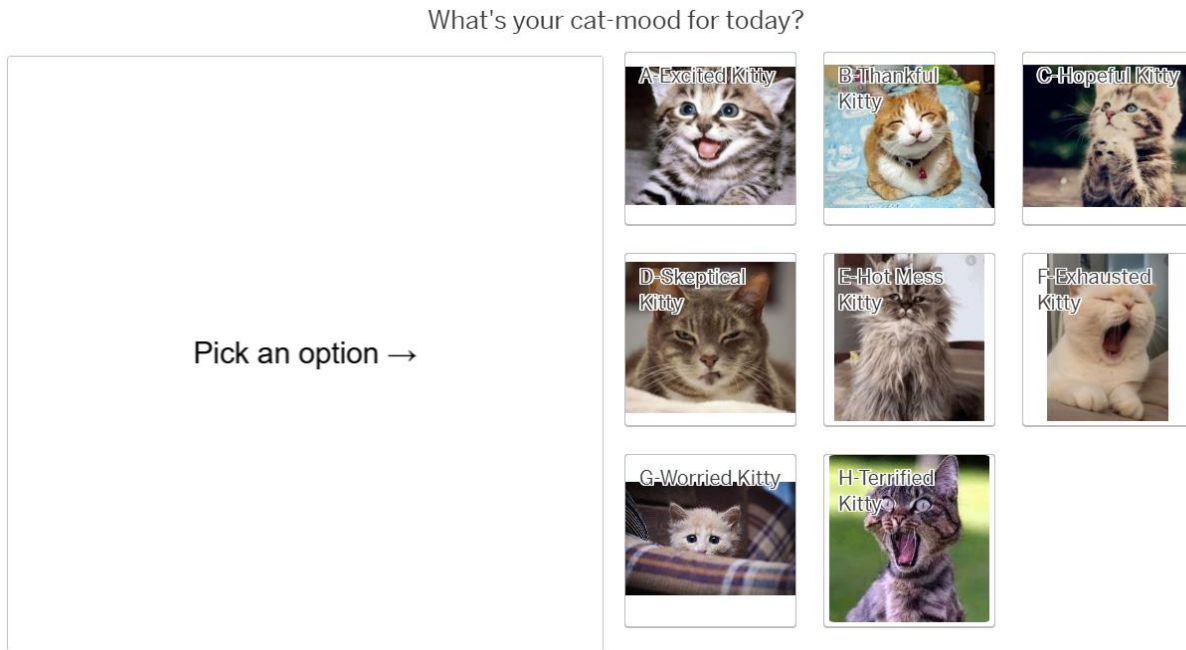 What's your cat-mood for today?
Pick an option →
A-Excited Kitty
B-Thankful
Kitty
C-Hopeful Kitty
D-Skeptical
Kitty
E-Hot Mess
Kitty
F-Exhausted
Kitty
G-Worried Kitty
H-Terrified
Kitty